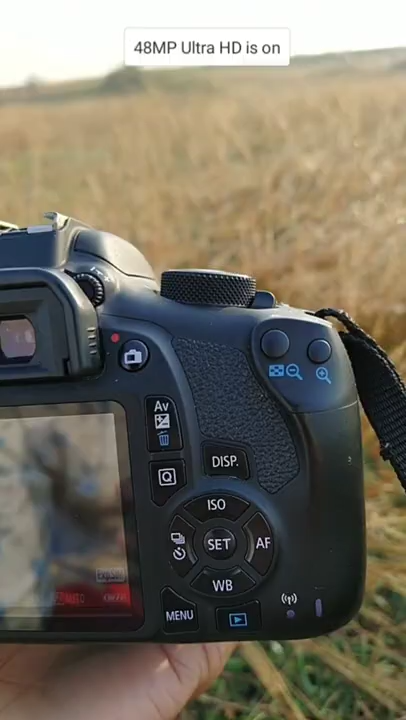 48MP Ultra HD is on
Av
Q
DISP.
ISO
SET
AF
WB
MENU